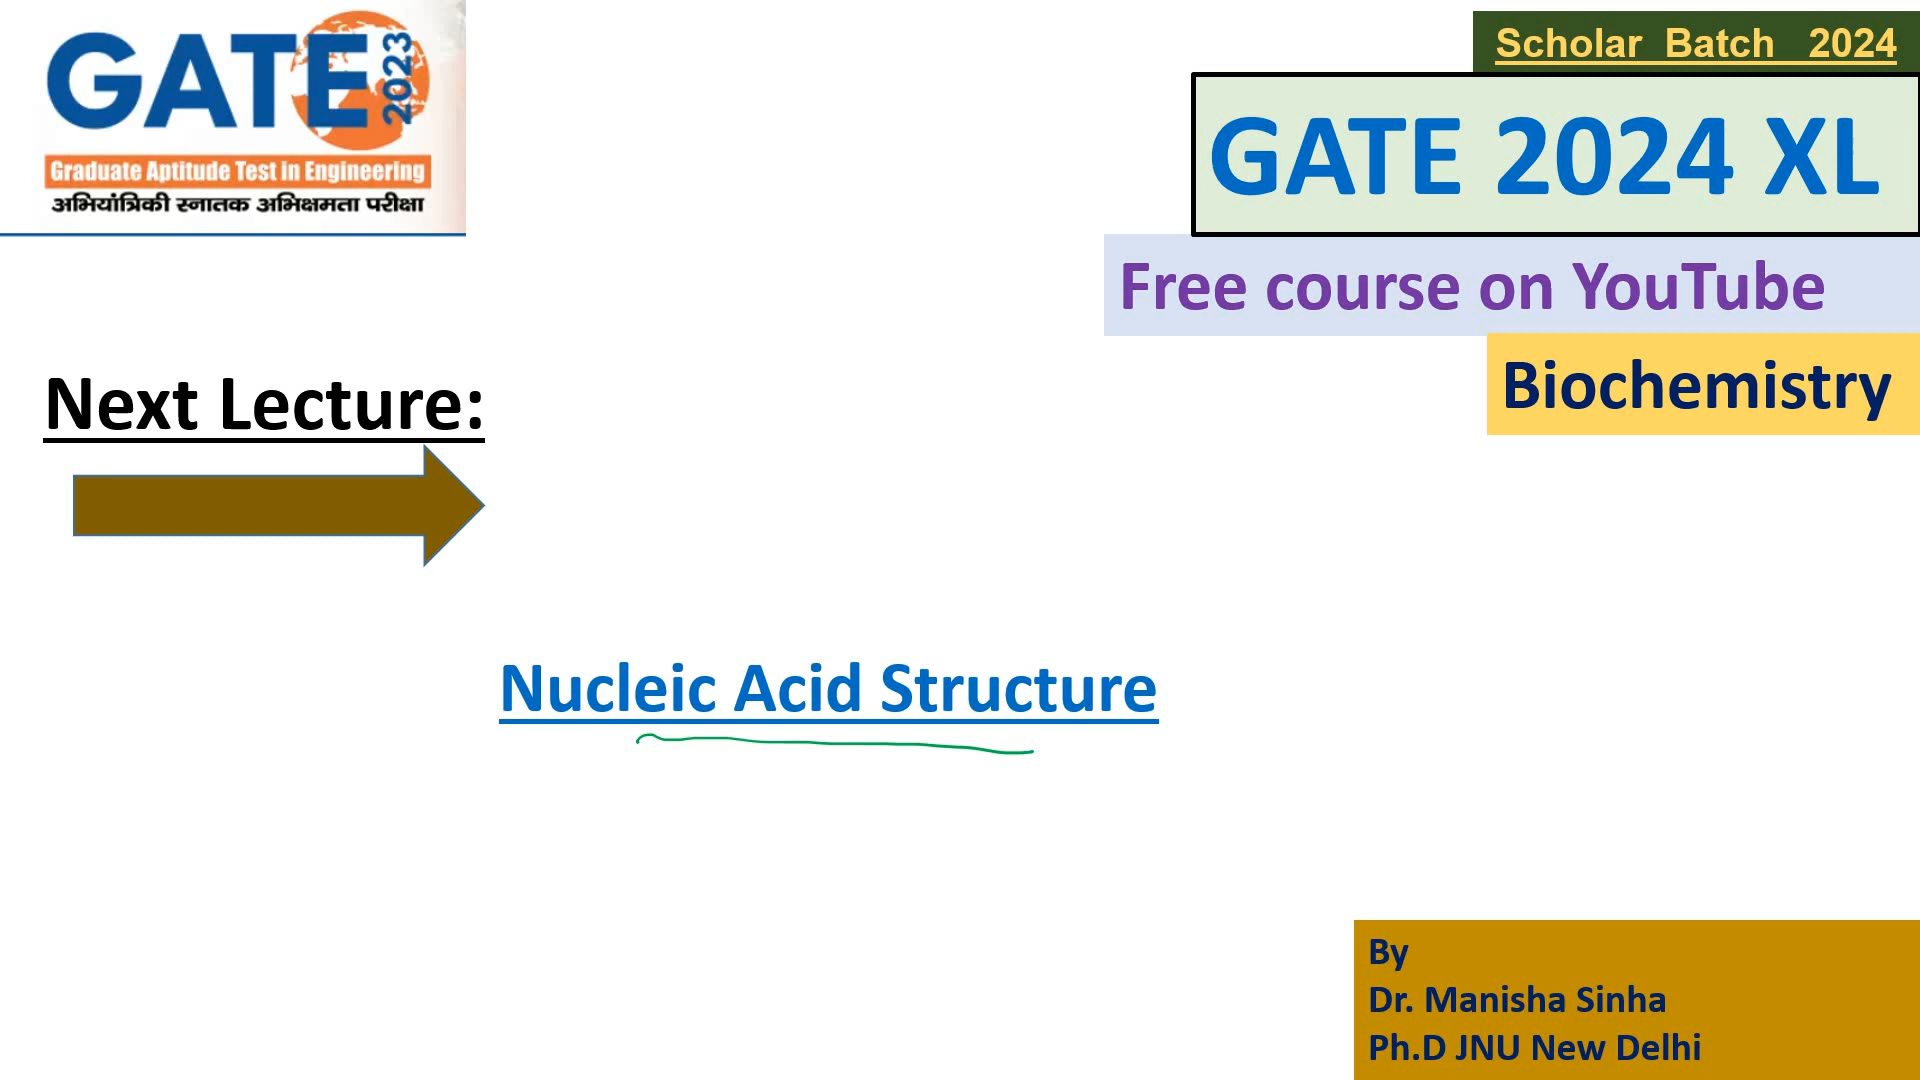 GATE 2023
Graduate Aptitude Test in Engineering
अभियांत्रिकी स्नातक अभिक्षमता परीक्षा
Scholar Batch 2024
GATE 2024 XL
Free course on YouTube
Biochemistry
Next Lecture:
Nucleic Acid Structure
By
Dr. Manisha Sinha
Ph.D JNU New Delhi